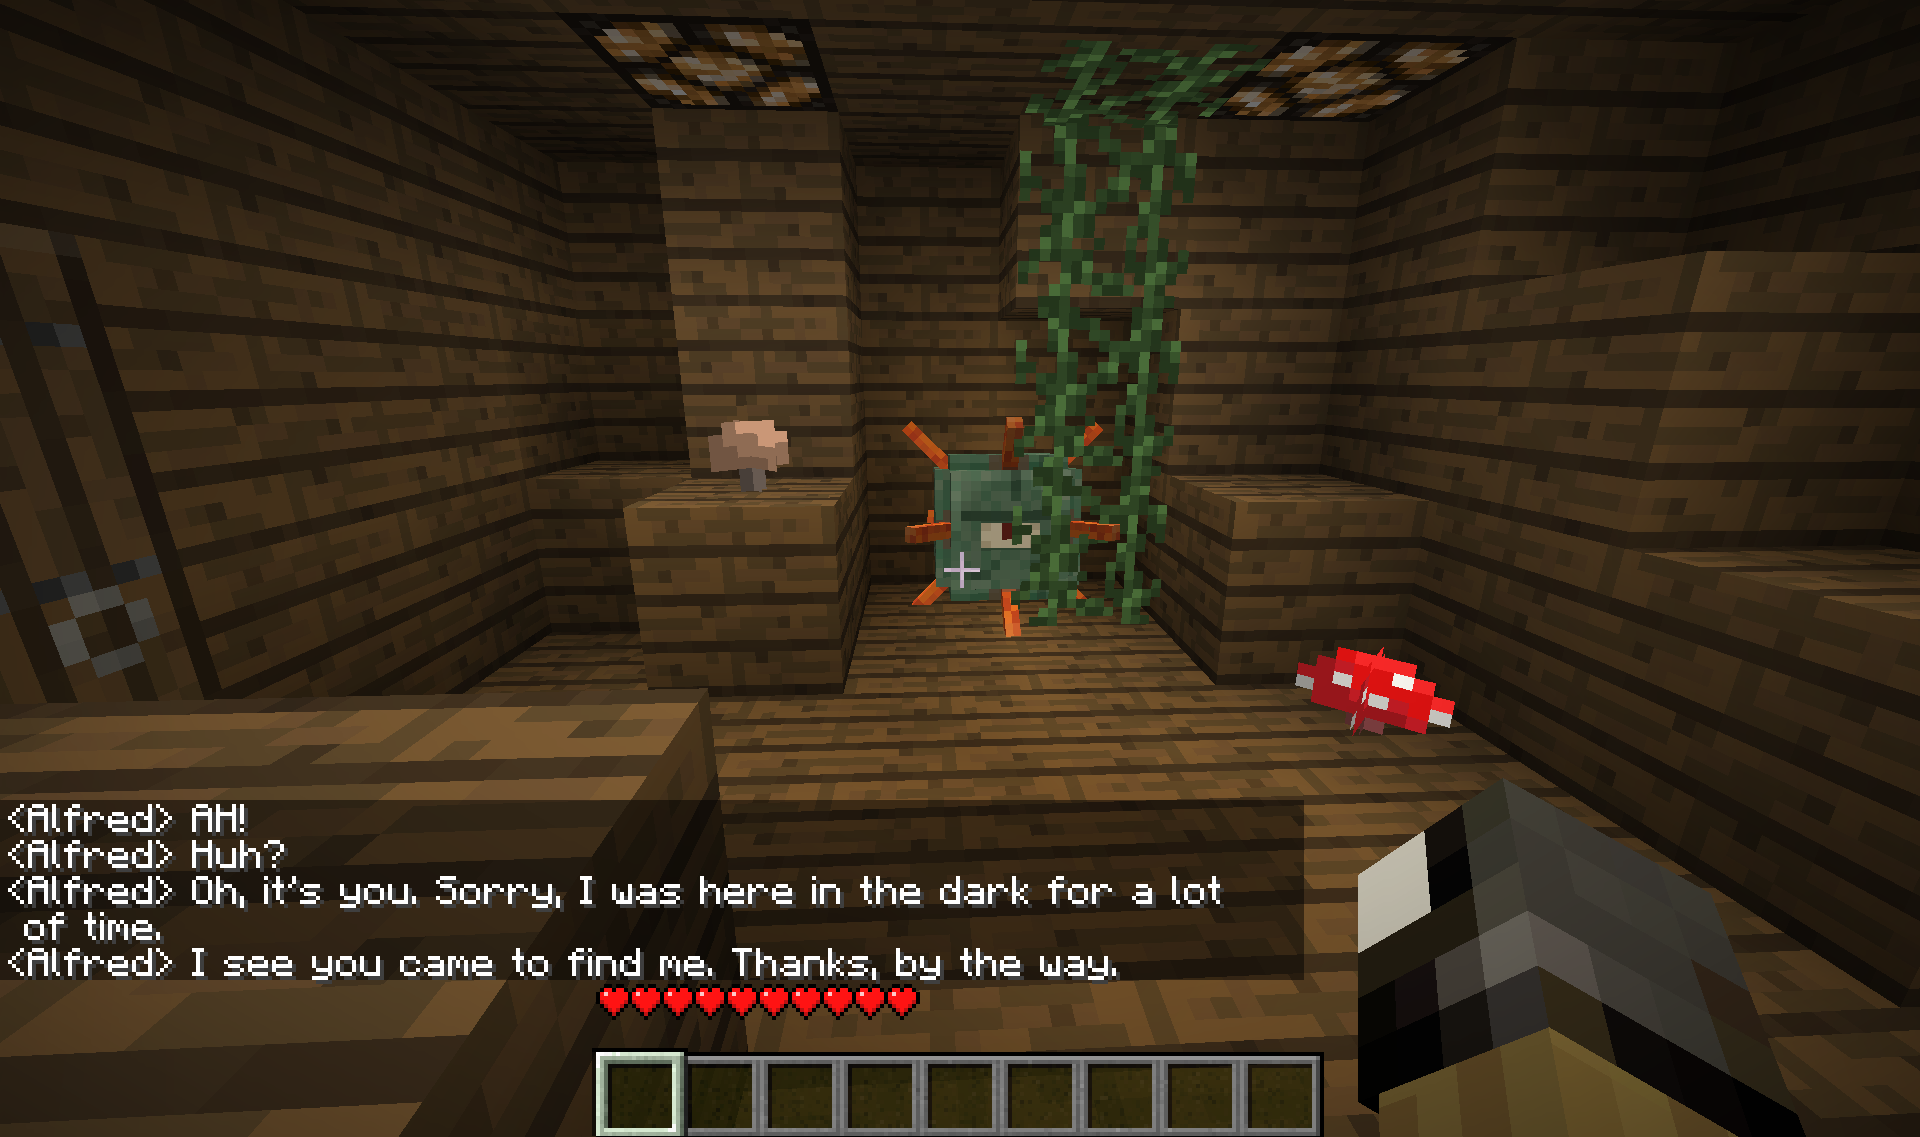 <Alfred> AH!
<Alfred> Huh?
<Alfred> Oh, it's you. Sorry, I was here in the dark for a lot
of time.
<Alfred> I see you came to find me. Thanks, by the way.